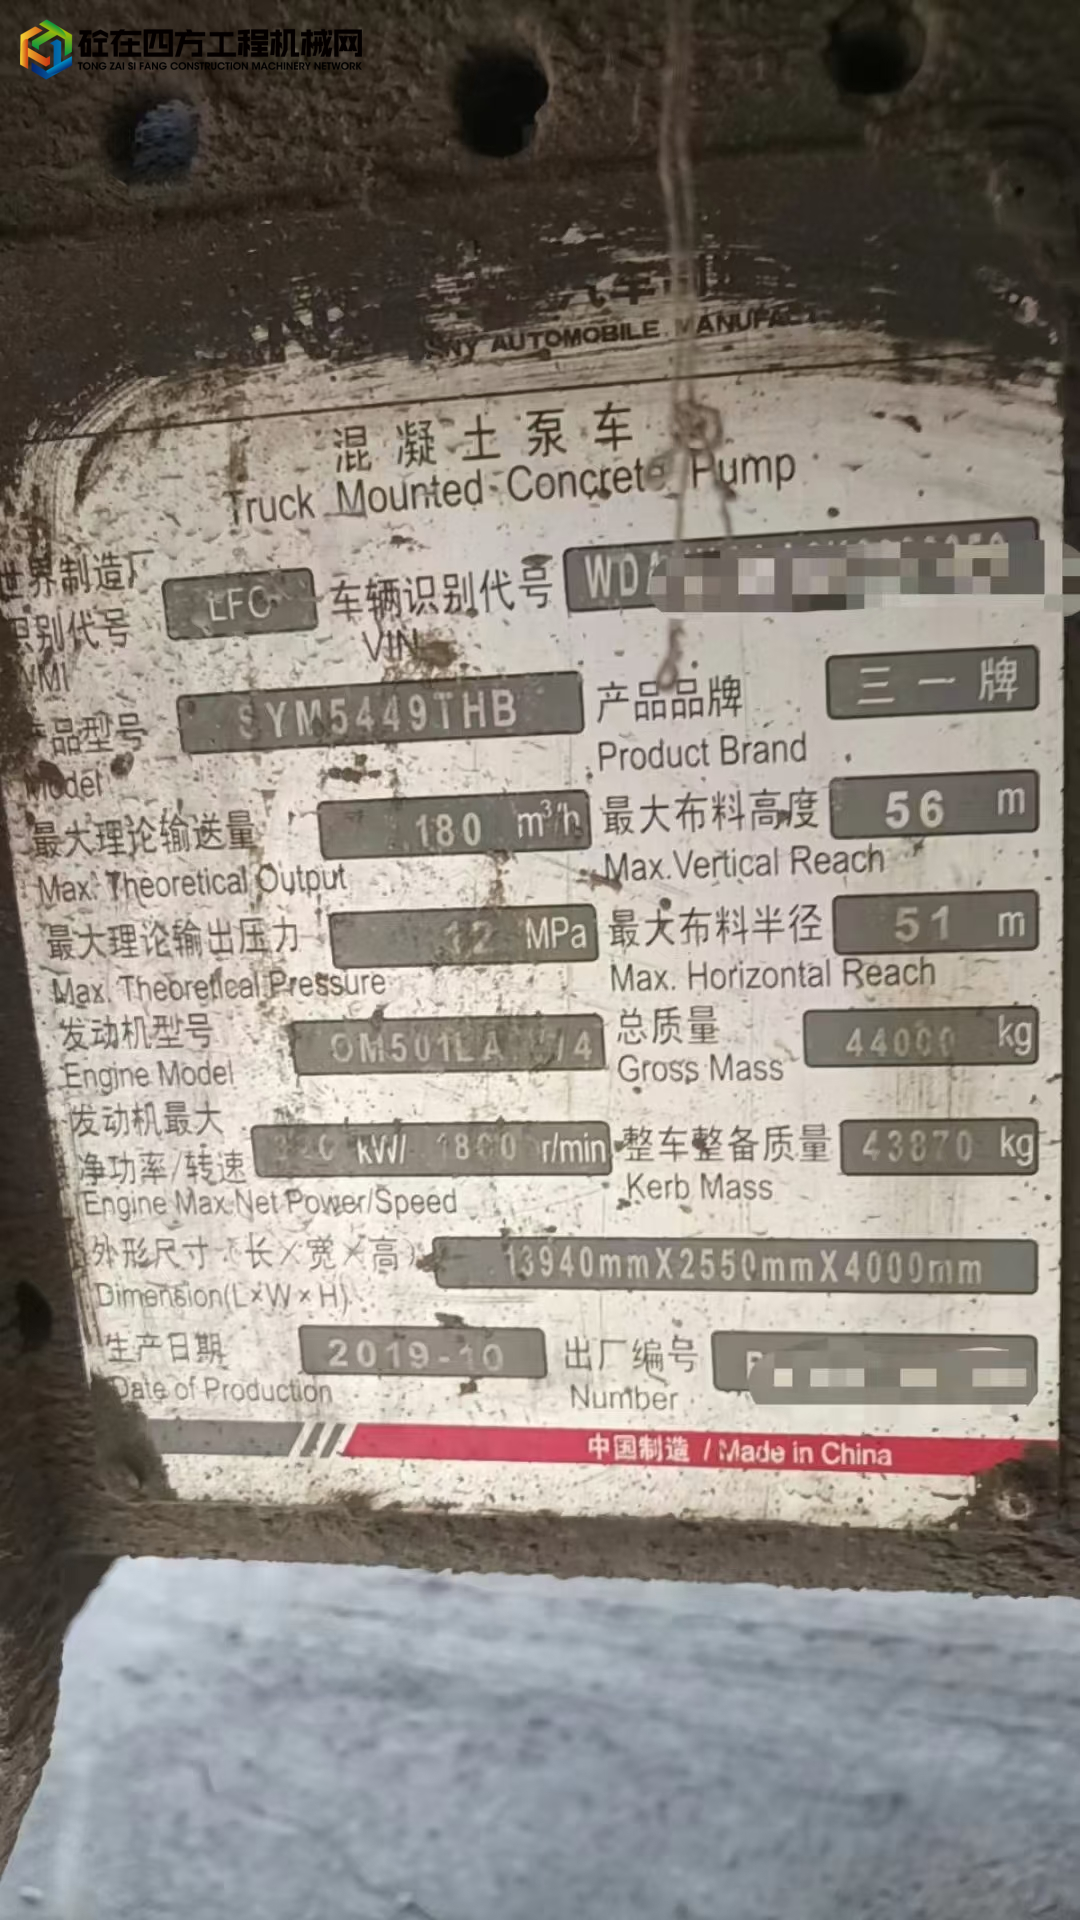 砼在四方工程机械网
TONG ZAI SI FANG CONSTRUCTION MACHINERY NETWORK
AUTOMOBILE MANUFA
混凝土泵车
Truck Mounted Concrete Pump
世界制造厂 LFC 车辆识别代号
识别代号 VIN
WMI
产品型号 SYM5449THB 产品品牌 三一牌
Model Product Brand
最大理论输送量 180 m³/h 最大布料高度 56 m
Max. Theoretical Output Max.Vertical Reach
最大理论输出压力 12 MPa 最大布料半径 51 m
Max. Theoretical Pressure Max. Horizontal Reach
发动机型号 OM501LA /4 总质量 44000 kg
Engine Model Gross Mass
发动机最大
净功率/转速 kW/ 1800 r/min 整车整备质量 43870 kg
Engine Max.Net Power/Speed Kerb Mass
外形尺寸(长×宽×高) 13940mmX2550mmX4000mm
Dimension(L×W×H)
生产日期 2019-10 出厂编号
Date of Production Number
中国制造 / Made in China